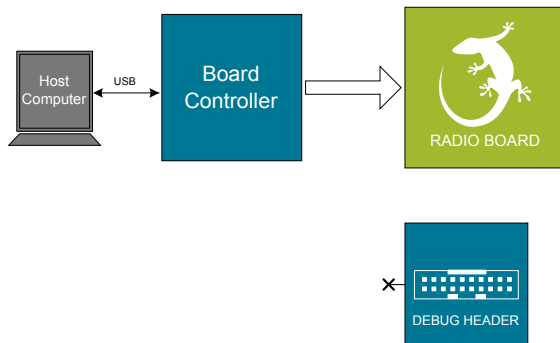 Host
Computer
USB
Board
Controller
RADIO BOARD
DEBUG HEADER